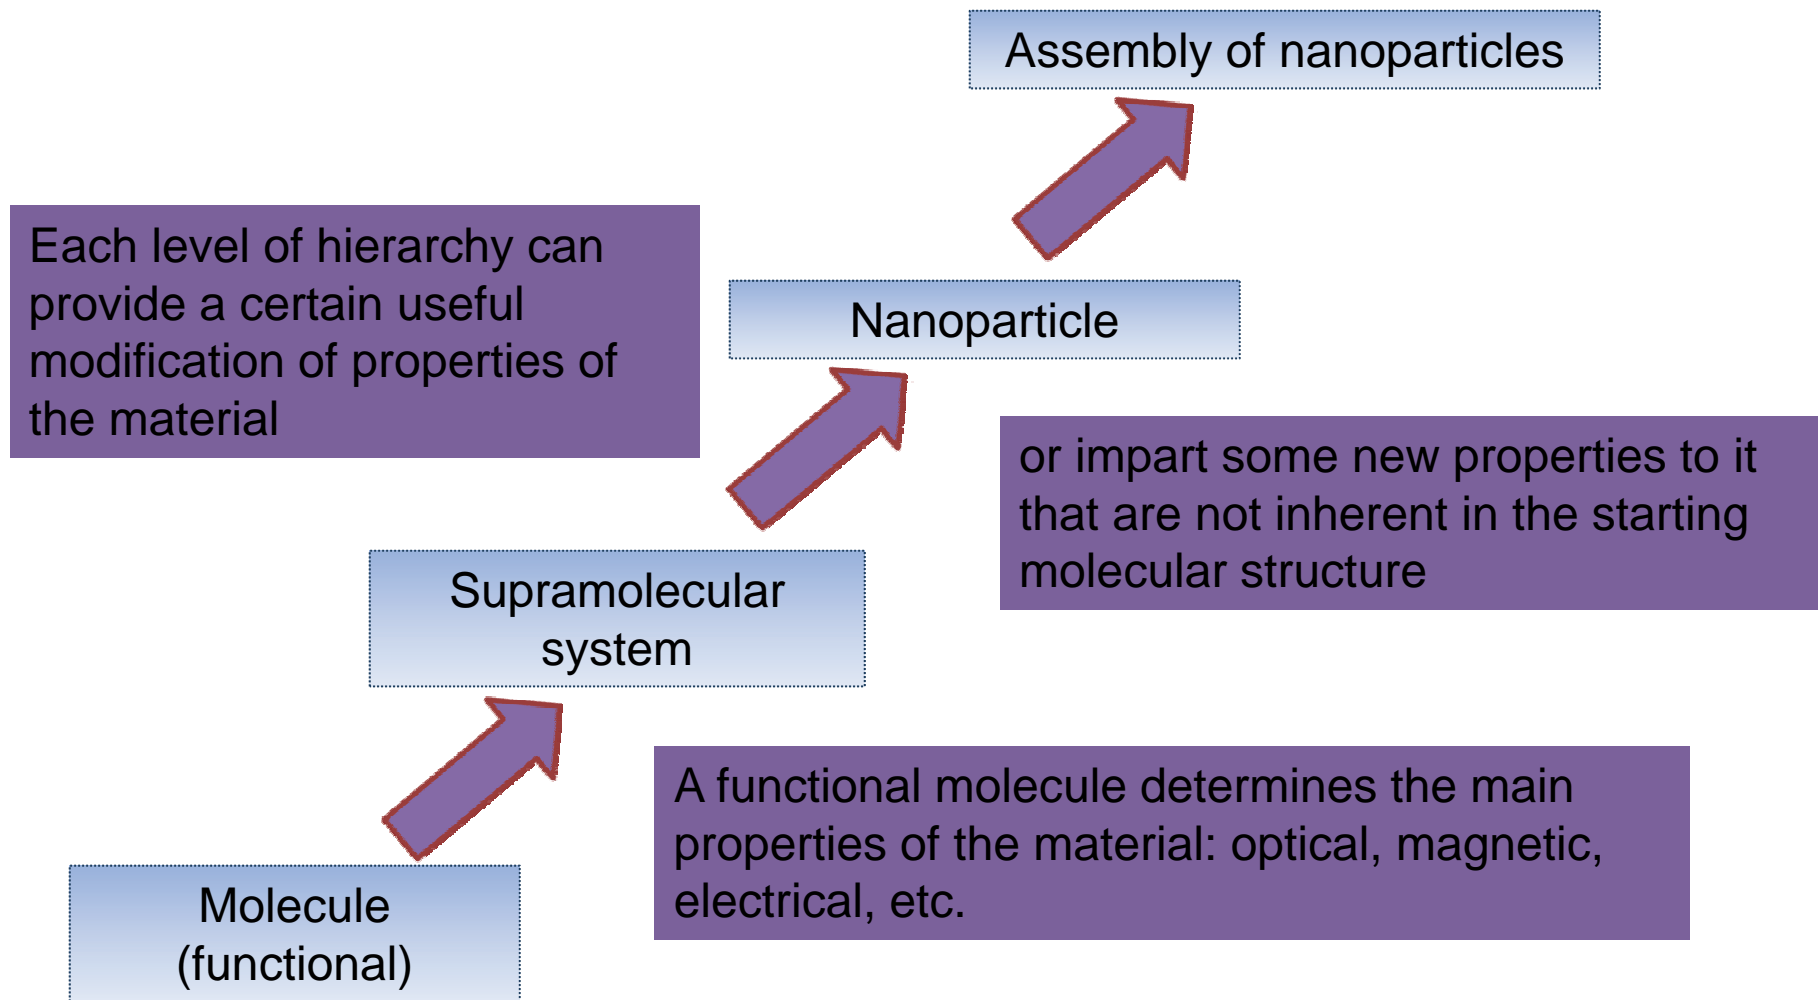 Assembly of nanoparticles
Each level of hierarchy can
provide a certain useful
modification of properties of
the material
Nanoparticle
or impart some new properties to it
that are not inherent in the starting
molecular structure
Supramolecular
system
A functional molecule determines the main
properties of the material: optical, magnetic,
electrical, etc.
Molecule
(functional)